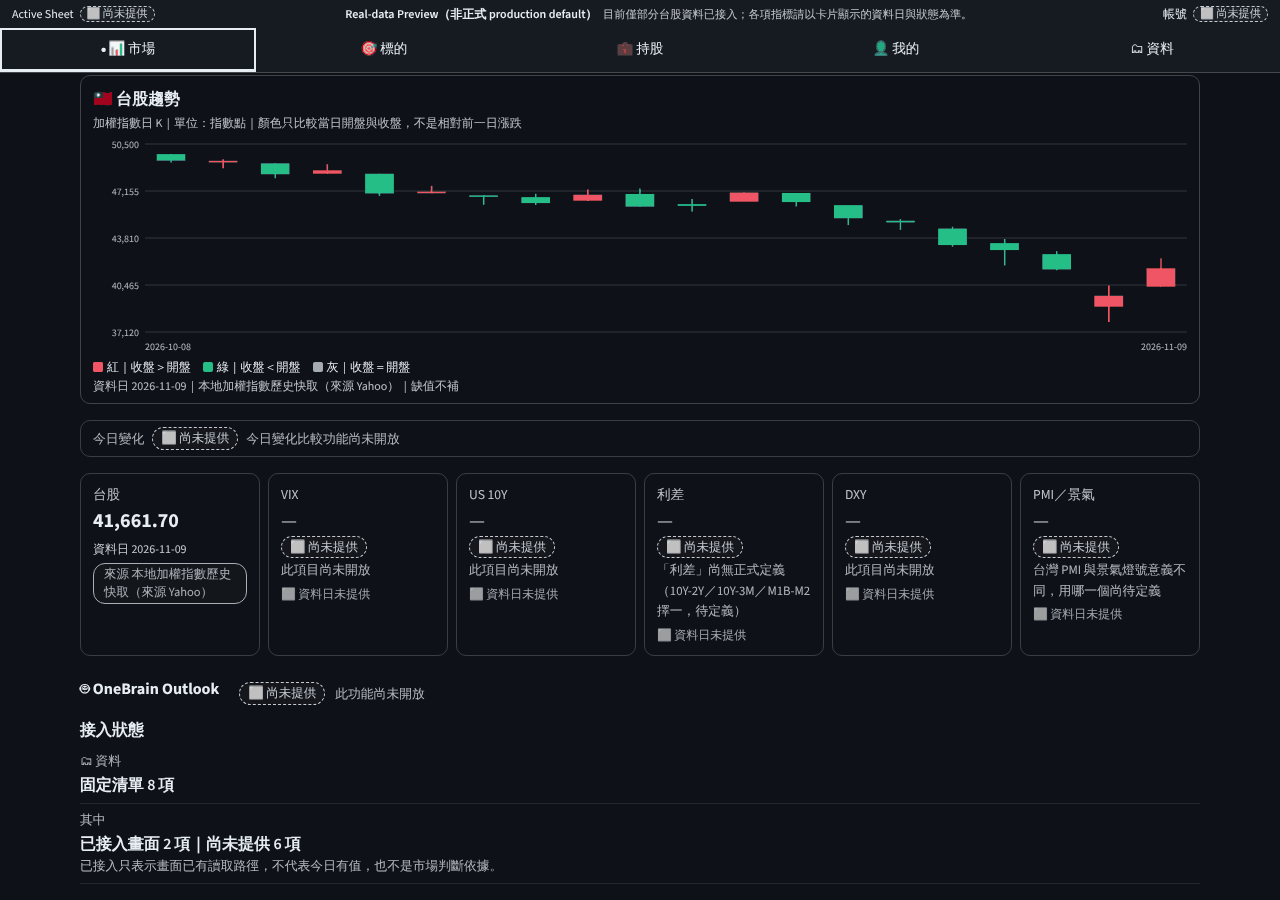 Active Sheet ⬜ 尚未提供
Real-data Preview（非正式 production default） 目前僅部分台股資料已接入；各項指標請以卡片顯示的資料日與狀態為準。
帳號 ⬜ 尚未提供
● 📊 市場
🎯 標的
💼 持股
👤 我的
🗂 資料
🇹🇼 台股趨勢
加權指數日 K｜單位：指數點｜顏色只比較當日開盤與收盤，不是相對前一日漲跌
50,500
47,155
43,810
40,465
37,120
2026-10-08
2026-11-09
紅｜收盤＞開盤 綠｜收盤＜開盤 灰｜收盤＝開盤
資料日 2026-11-09｜本地加權指數歷史快取（來源 Yahoo）｜缺值不補
今日變化 ⬜ 尚未提供 今日變化比較功能尚未開放
台股
41,661.70
資料日 2026-11-09
來源 本地加權指數歷史
快取（來源 Yahoo）
VIX
—
⬜ 尚未提供
此項目尚未開放
⬜ 資料日未提供
US 10Y
—
⬜ 尚未提供
此項目尚未開放
⬜ 資料日未提供
利差
—
⬜ 尚未提供
「利差」尚無正式定義
（10Y-2Y／10Y-3M／M1B-M2
擇一，待定義）
⬜ 資料日未提供
DXY
—
⬜ 尚未提供
此項目尚未開放
⬜ 資料日未提供
PMI／景氣
—
⬜ 尚未提供
台灣 PMI 與景氣燈號意義不
同，用哪一個尚待定義
⬜ 資料日未提供
🧠 OneBrain Outlook ⬜ 尚未提供 此功能尚未開放
接入狀態
🗂 資料
固定清單 8 項
其中
已接入畫面 2 項｜尚未提供 6 項
已接入只表示畫面已有讀取路徑，不代表今日有值，也不是市場判斷依據。